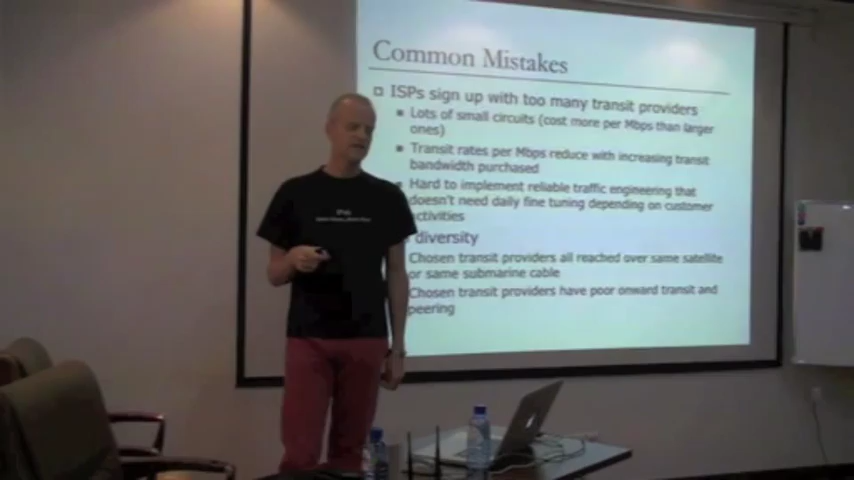 Common Mistakes
ISPs sign up with too many transit providers
Lots of small circuits (cost more per Mbps than larger
ones)
Transit rates per Mbps reduce with increasing transit
bandwidth purchased
Hard to implement reliable traffic engineering that
doesn't need daily fine tuning depending on customer
activities
diversity
Chosen transit providers all reached over same satellite
or same submarine cable
Chosen transit providers have poor onward transit and
peering